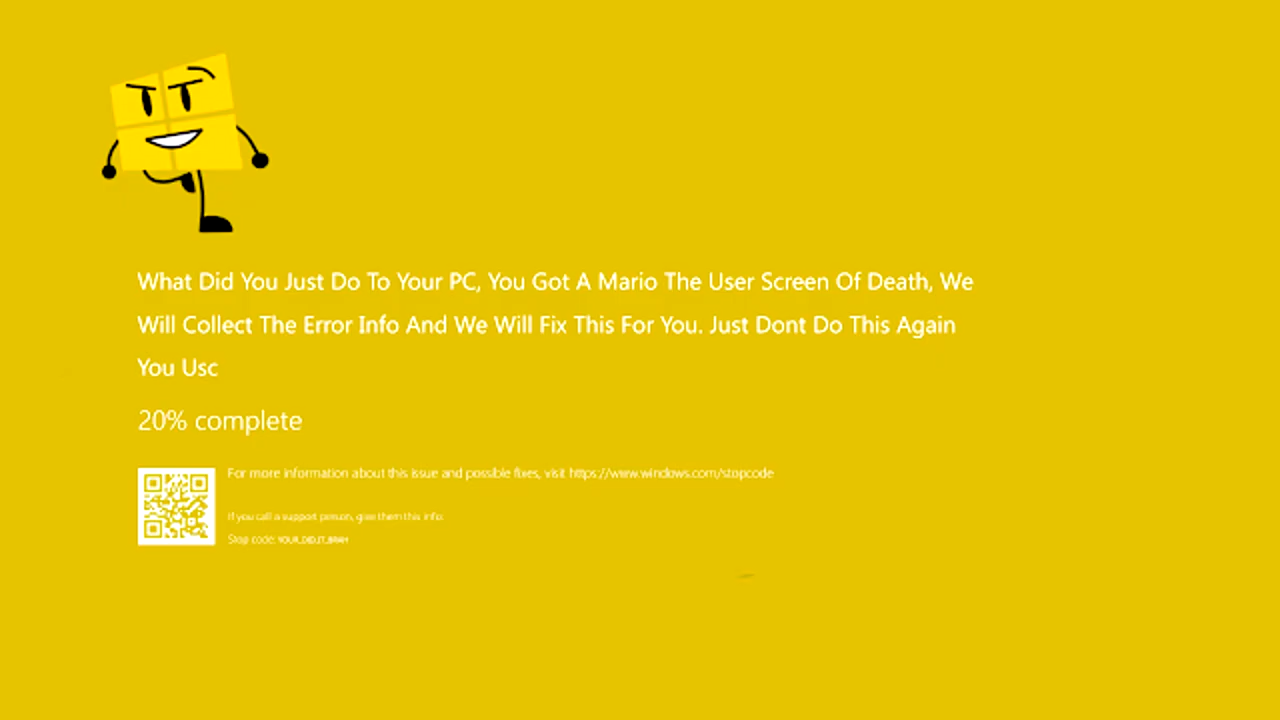 What Did You Just Do To Your PC, You Got A Mario The User Screen Of Death, We
Will Collect The Error Info And We Will Fix This For You. Just Dont Do This Again
You Usc
20% complete
For more information about this issue and possible fixes, visit https://www.windows.com/stopcode
If you call a support person, give them this info:
Stop code: YOUR_DID_IT_BRAH